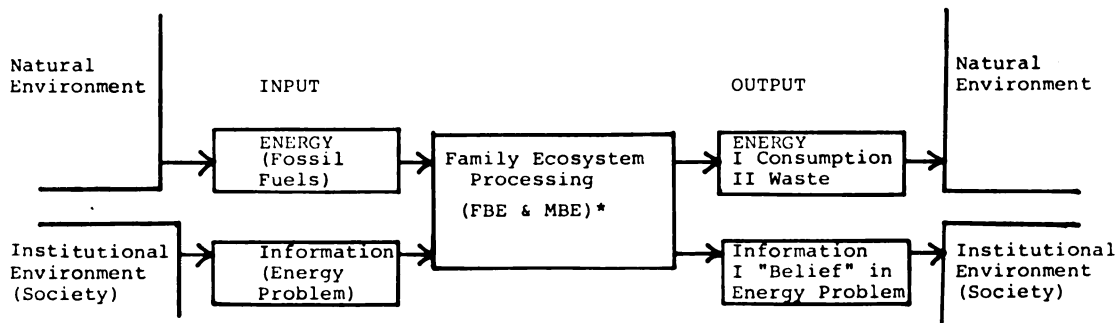 Natural
Environment
INPUT
ENERGY
(Fossil
Fuels)
Institutional
Environment
(Society)
Information
(Energy
Problem)
Family Ecosystem
Processing
(FBE & MBE)*
OUTPUT
ENERGY
I Consumption
II Waste
Information
I "Belief" in
Energy Problem
Natural
Environment
Institutional
Environment
(Society)